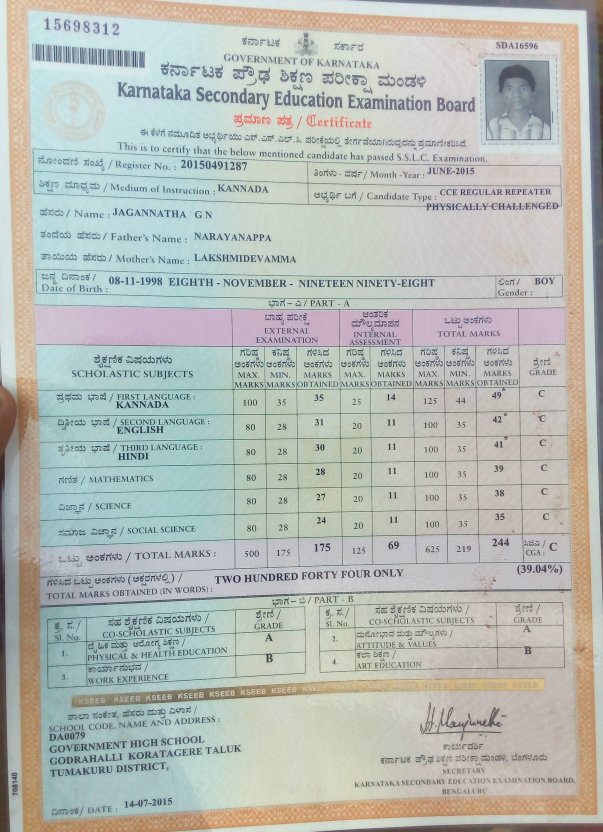 15698312
ಕರ್ನಾಟಕ ಸರ್ಕಾರ
SDA16596
GOVERNMENT OF KARNATAKA
ಕರ್ನಾಟಕ ಪ್ರೌಢ ಶಿಕ್ಷಣ ಪರೀಕ್ಷಾ ಮಂಡಳಿ
Karnataka Secondary Education Examination Board
ಪ್ರಮಾಣ ಪತ್ರ / Certificate
ಈ ಕೆಳಗೆ ನಮೂದಿತ ಅಭ್ಯರ್ಥಿಯು ಎಸ್.ಎಸ್.ಎಲ್.ಸಿ. ಪರೀಕ್ಷೆಯಲ್ಲಿ ತೇರ್ಗಡೆಯಾಗಿರುವುದನ್ನು ಪ್ರಮಾಣೀಕರಿಸಿದೆ.
This is to certify that the below mentioned candidate has passed S.S.L.C. Examination.
ನೋಂದಣಿ ಸಂಖ್ಯೆ / Register No. : 20150491287
ತಿಂಗಳು - ವರ್ಷ / Month -Year : JUNE-2015
ಶಿಕ್ಷಣ ಮಾಧ್ಯಮ / Medium of Instruction : KANNADA
ಅಭ್ಯರ್ಥಿ ಬಗೆ / Candidate Type : CCE REGULAR REPEATER
PHYSICALLY CHALLENGED
ಹೆಸರು / Name : JAGANNATHA G N
ತಂದೆಯ ಹೆಸರು / Father's Name : NARAYANAPPA
ತಾಯಿಯ ಹೆಸರು / Mother's Name : LAKSHMIDEVAMMA
ಜನ್ಮ ದಿನಾಂಕ / Date of Birth : 08-11-1998 EIGHTH - NOVEMBER - NINETEEN NINETY-EIGHT
ಲಿಂಗ / Gender : BOY
ಭಾಗ - ಎ / PART - A
ಶೈಕ್ಷಣಿಕ ವಿಷಯಗಳು
SCHOLASTIC SUBJECTS
ಬಾಹ್ಯ ಪರೀಕ್ಷೆ
EXTERNAL EXAMINATION
ಆಂತರಿಕ ಮೌಲ್ಯಮಾಪನ
INTERNAL ASSESSMENT
ಒಟ್ಟು ಅಂಕಗಳು
TOTAL MARKS
ಗರಿಷ್ಠ ಅಂಕಗಳು MAX. MARKS
ಕನಿಷ್ಠ ಅಂಕಗಳು MIN. MARKS
ಗಳಿಸಿದ ಅಂಕಗಳು MARKS OBTAINED
ಗರಿಷ್ಠ ಅಂಕಗಳು MAX. MARKS
ಗಳಿಸಿದ ಅಂಕಗಳು MARKS OBTAINED
ಗರಿಷ್ಠ ಅಂಕಗಳು MAX. MARKS
ಕನಿಷ್ಠ ಅಂಕಗಳು MIN. MARKS
ಗಳಿಸಿದ ಅಂಕಗಳು MARKS OBTAINED
ಶ್ರೇಣಿ GRADE
ಪ್ರಥಮ ಭಾಷೆ / FIRST LANGUAGE :
KANNADA 100 35 35 25 14 125 44 49* C
ದ್ವಿತೀಯ ಭಾಷೆ / SECOND LANGUAGE :
ENGLISH 80 28 31 20 11 100 35 42* C
ತೃತೀಯ ಭಾಷೆ / THIRD LANGUAGE :
HINDI 80 28 30 20 11 100 35 41* C
ಗಣಿತ / MATHEMATICS 80 28 28 20 11 100 35 39 C
ವಿಜ್ಞಾನ / SCIENCE 80 28 27 20 11 100 35 38 C
ಸಮಾಜ ವಿಜ್ಞಾನ / SOCIAL SCIENCE 80 28 24 20 11 100 35 35 C
ಒಟ್ಟು ಅಂಕಗಳು / TOTAL MARKS : 500 175 175 125 69 625 219 244 ಸಿಜಿಎ / CGA : C
ಗಳಿಸಿದ ಒಟ್ಟು ಅಂಕಗಳು (ಅಕ್ಷರಗಳಲ್ಲಿ) /
TOTAL MARKS OBTAINED (IN WORDS) : TWO HUNDRED FORTY FOUR ONLY (39.04%)
ಭಾಗ - ಬಿ / PART - B
ಕ್ರ. ಸ. / Sl. No.
ಸಹ ಶೈಕ್ಷಣಿಕ ವಿಷಯಗಳು / CO-SCHOLASTIC SUBJECTS
ಶ್ರೇಣಿ / GRADE
ಕ್ರ. ಸ. / Sl. No.
ಸಹ ಶೈಕ್ಷಣಿಕ ವಿಷಯಗಳು / CO-SCHOLASTIC SUBJECTS
ಶ್ರೇಣಿ / GRADE
1. ದೈಹಿಕ ಮತ್ತು ಆರೋಗ್ಯ ಶಿಕ್ಷಣ / PHYSICAL & HEALTH EDUCATION A
2. ಮನೋಭಾವ ಮತ್ತು ಮೌಲ್ಯಗಳು / ATTITUDE & VALUES A
3. ಕಾರ್ಯಾನುಭವ / WORK EXPERIENCE B
4. ಕಲಾ ಶಿಕ್ಷಣ / ART EDUCATION B
KSEEB KSEEB KSEEB KSEEB KSEEB KSEEB KSEEB KSEEB KSEEB KSEEB
ಶಾಲಾ ಸಂಕೇತ, ಹೆಸರು ಮತ್ತು ವಿಳಾಸ /
SCHOOL CODE, NAME AND ADDRESS :
DA0079
GOVERNMENT HIGH SCHOOL
GODRAHALLI KORATAGERE TALUK
TUMAKURU DISTRICT,
ಕಾರ್ಯದರ್ಶಿ
ಕರ್ನಾಟಕ ಪ್ರೌಢ ಶಿಕ್ಷಣ ಪರೀಕ್ಷಾ ಮಂಡಳಿ, ಬೆಂಗಳೂರು
SECRETARY
KARNATAKA SECONDARY EDUCATION EXAMINATION BOARD,
BENGALURU
ದಿನಾಂಕ / DATE : 14-07-2015
798140